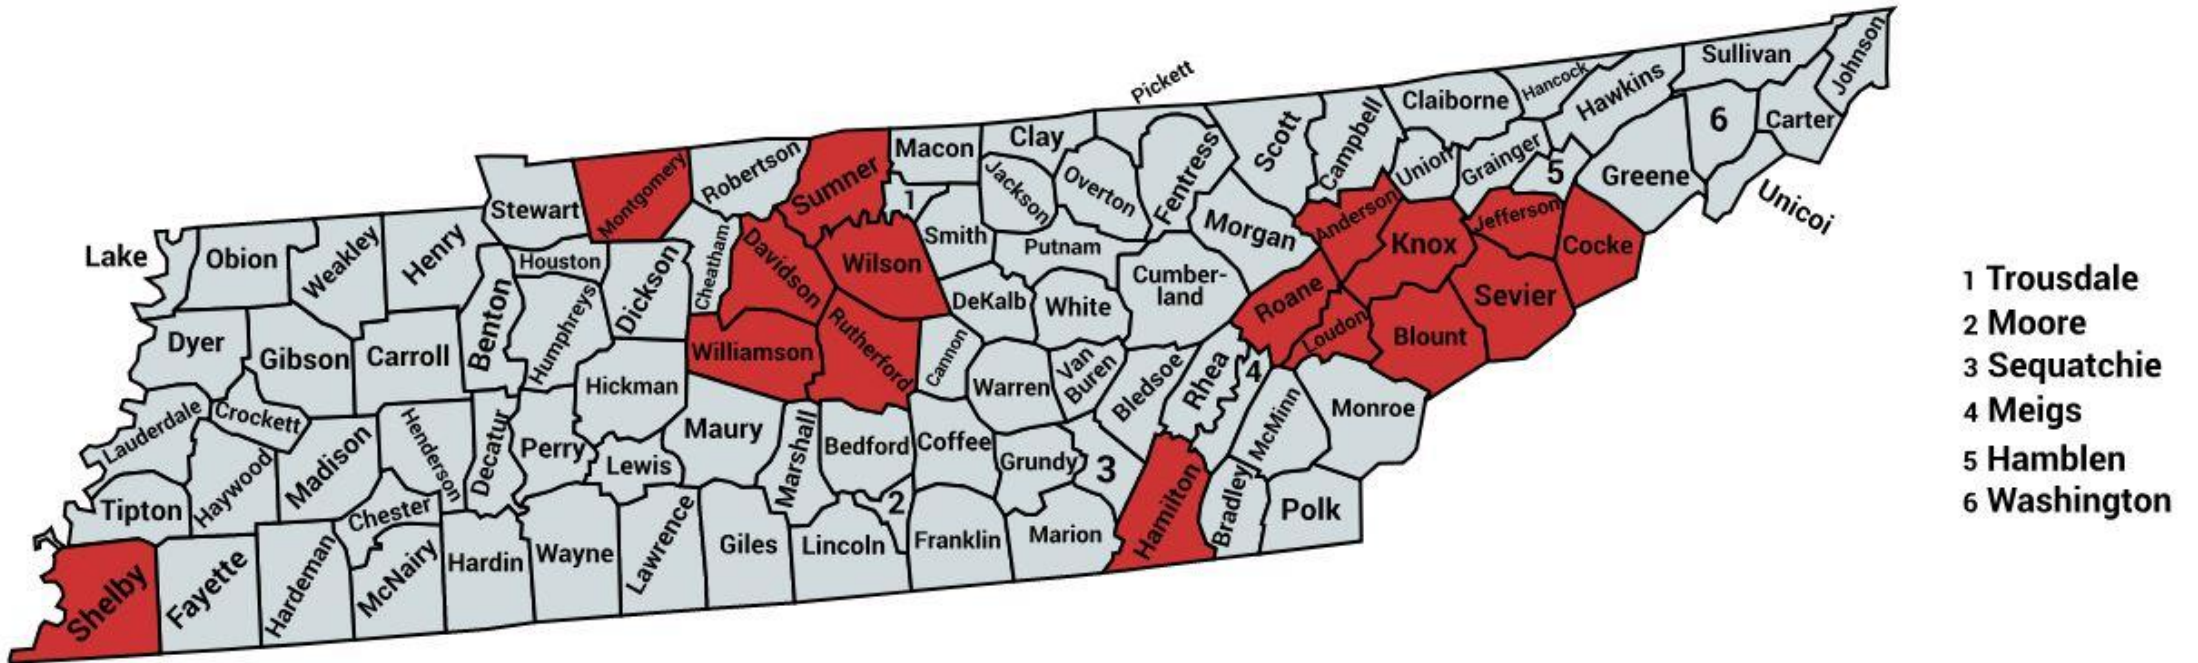 Pickett
Johnson
Sullivan
Hancock
Hawkins
Claiborne
Carter
6
Campbell
Scott
Clay
Macon
Union
Grainger
5
Greene
Unicoi
Fentress
Overton
Jackson
1
Sumner
Robertson
Montgomery
Stewart
Anderson
Jefferson
Cocke
Knox
Morgan
Putnam
Smith
Wilson
Davidson
Cheatham
Dickson
Houston
Henry
Weakley
Obion
Lake
Cumber-
land
DeKalb
White
Roane
Loudon
Sevier
Blount
Rutherford
Williamson
Humphreys
Benton
Carroll
Gibson
Dyer
Cannon
Warren
Van
Buren
Bledsoe
Rhea
4
McMinn
Monroe
Hickman
Maury
Marshall
Bedford
Coffee
Grundy
3
Hamilton
Bradley
Polk
Lewis
Perry
Decatur
Henderson
Madison
Crockett
Lauderdale
Haywood
Tipton
Chester
2
Marion
Franklin
Lincoln
Giles
Lawrence
Wayne
Hardin
McNairy
Hardeman
Fayette
Shelby
1 Trousdale
2 Moore
3 Sequatchie
4 Meigs
5 Hamblen
6 Washington